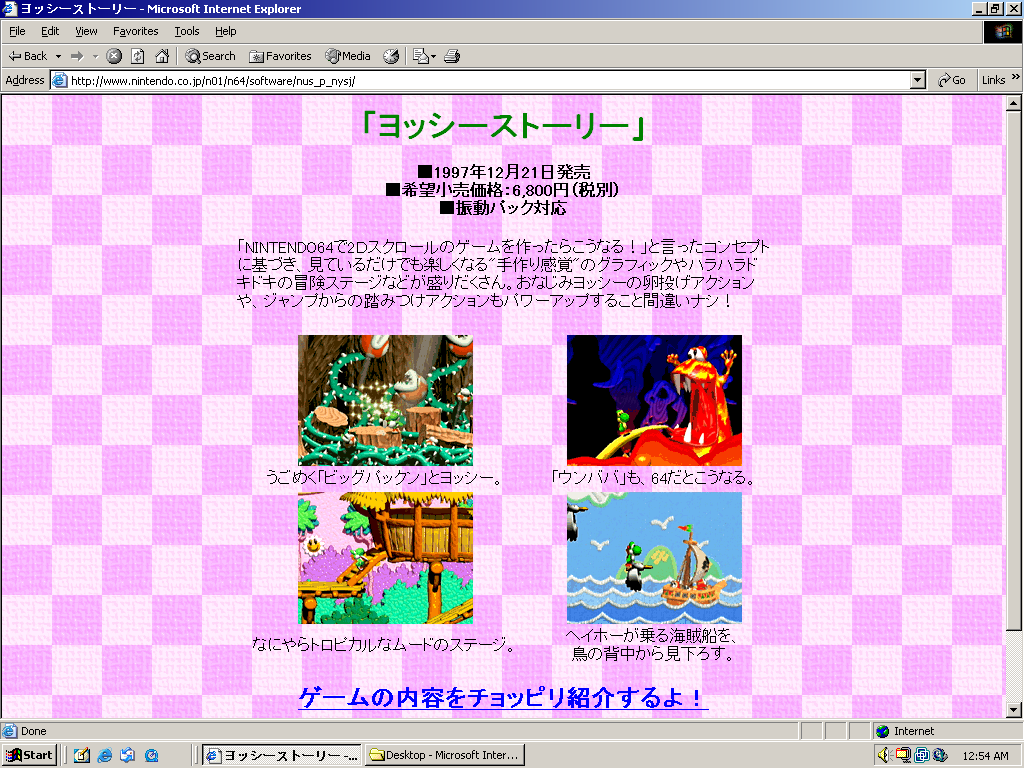 ヨッシーストーリー - Microsoft Internet Explorer
File Edit View Favorites Tools Help
Back Search Favorites Media
Address http://www.nintendo.co.jp/n01/n64/software/nus_p_nysj/ Go Links »
「ヨッシーストーリー」
■1997年12月21日発売
■希望小売価格：6,800円（税別）
■振動パック対応
「NINTENDO64で2Dスクロールのゲームを作ったらこうなる！」と言ったコンセプト
に基づき、見ているだけでも楽しくなる"手作り感覚"のグラフィックやハラハラド
キドキの冒険ステージなどが盛りだくさん。おなじみヨッシーの卵投げアクション
や、ジャンプからの踏みつけアクションもパワーアップすること間違いナシ！
うごめく「ビッグパックン」とヨッシー。
「ウンババ」も、64だとこうなる。
なにやらトロピカルなムードのステージ。
ヘイホーが乗る海賊船を、
鳥の背中から見下ろす。
ゲームの内容をチョッピリ紹介するよ！
Done Internet
Start ヨッシーストーリー -... Desktop - Microsoft Inter... 12:54 AM